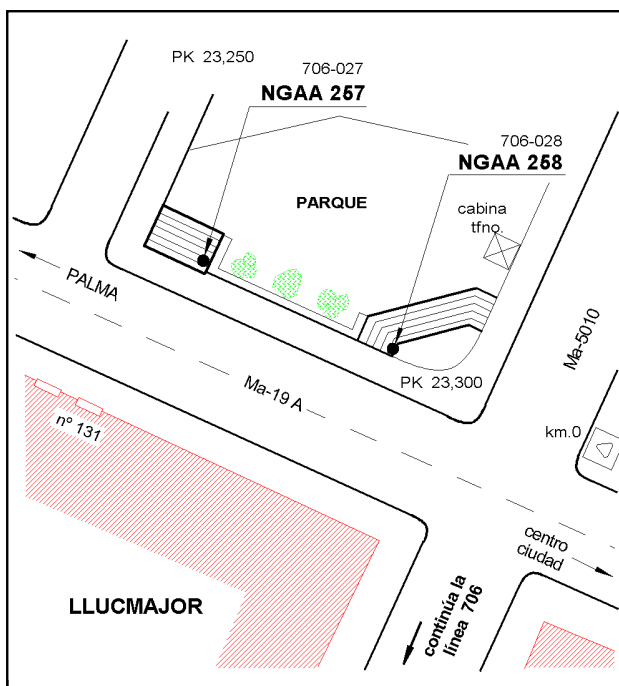 PK 23,250
706-027
NGAA 257
706-028
NGAA 258
PARQUE
cabina
tfno.
PALMA
Ma-5010
PK 23,300
Ma-19 A
nº 131
km.0
centro
ciudad
LLUCMAJOR
continúa la
línea 706